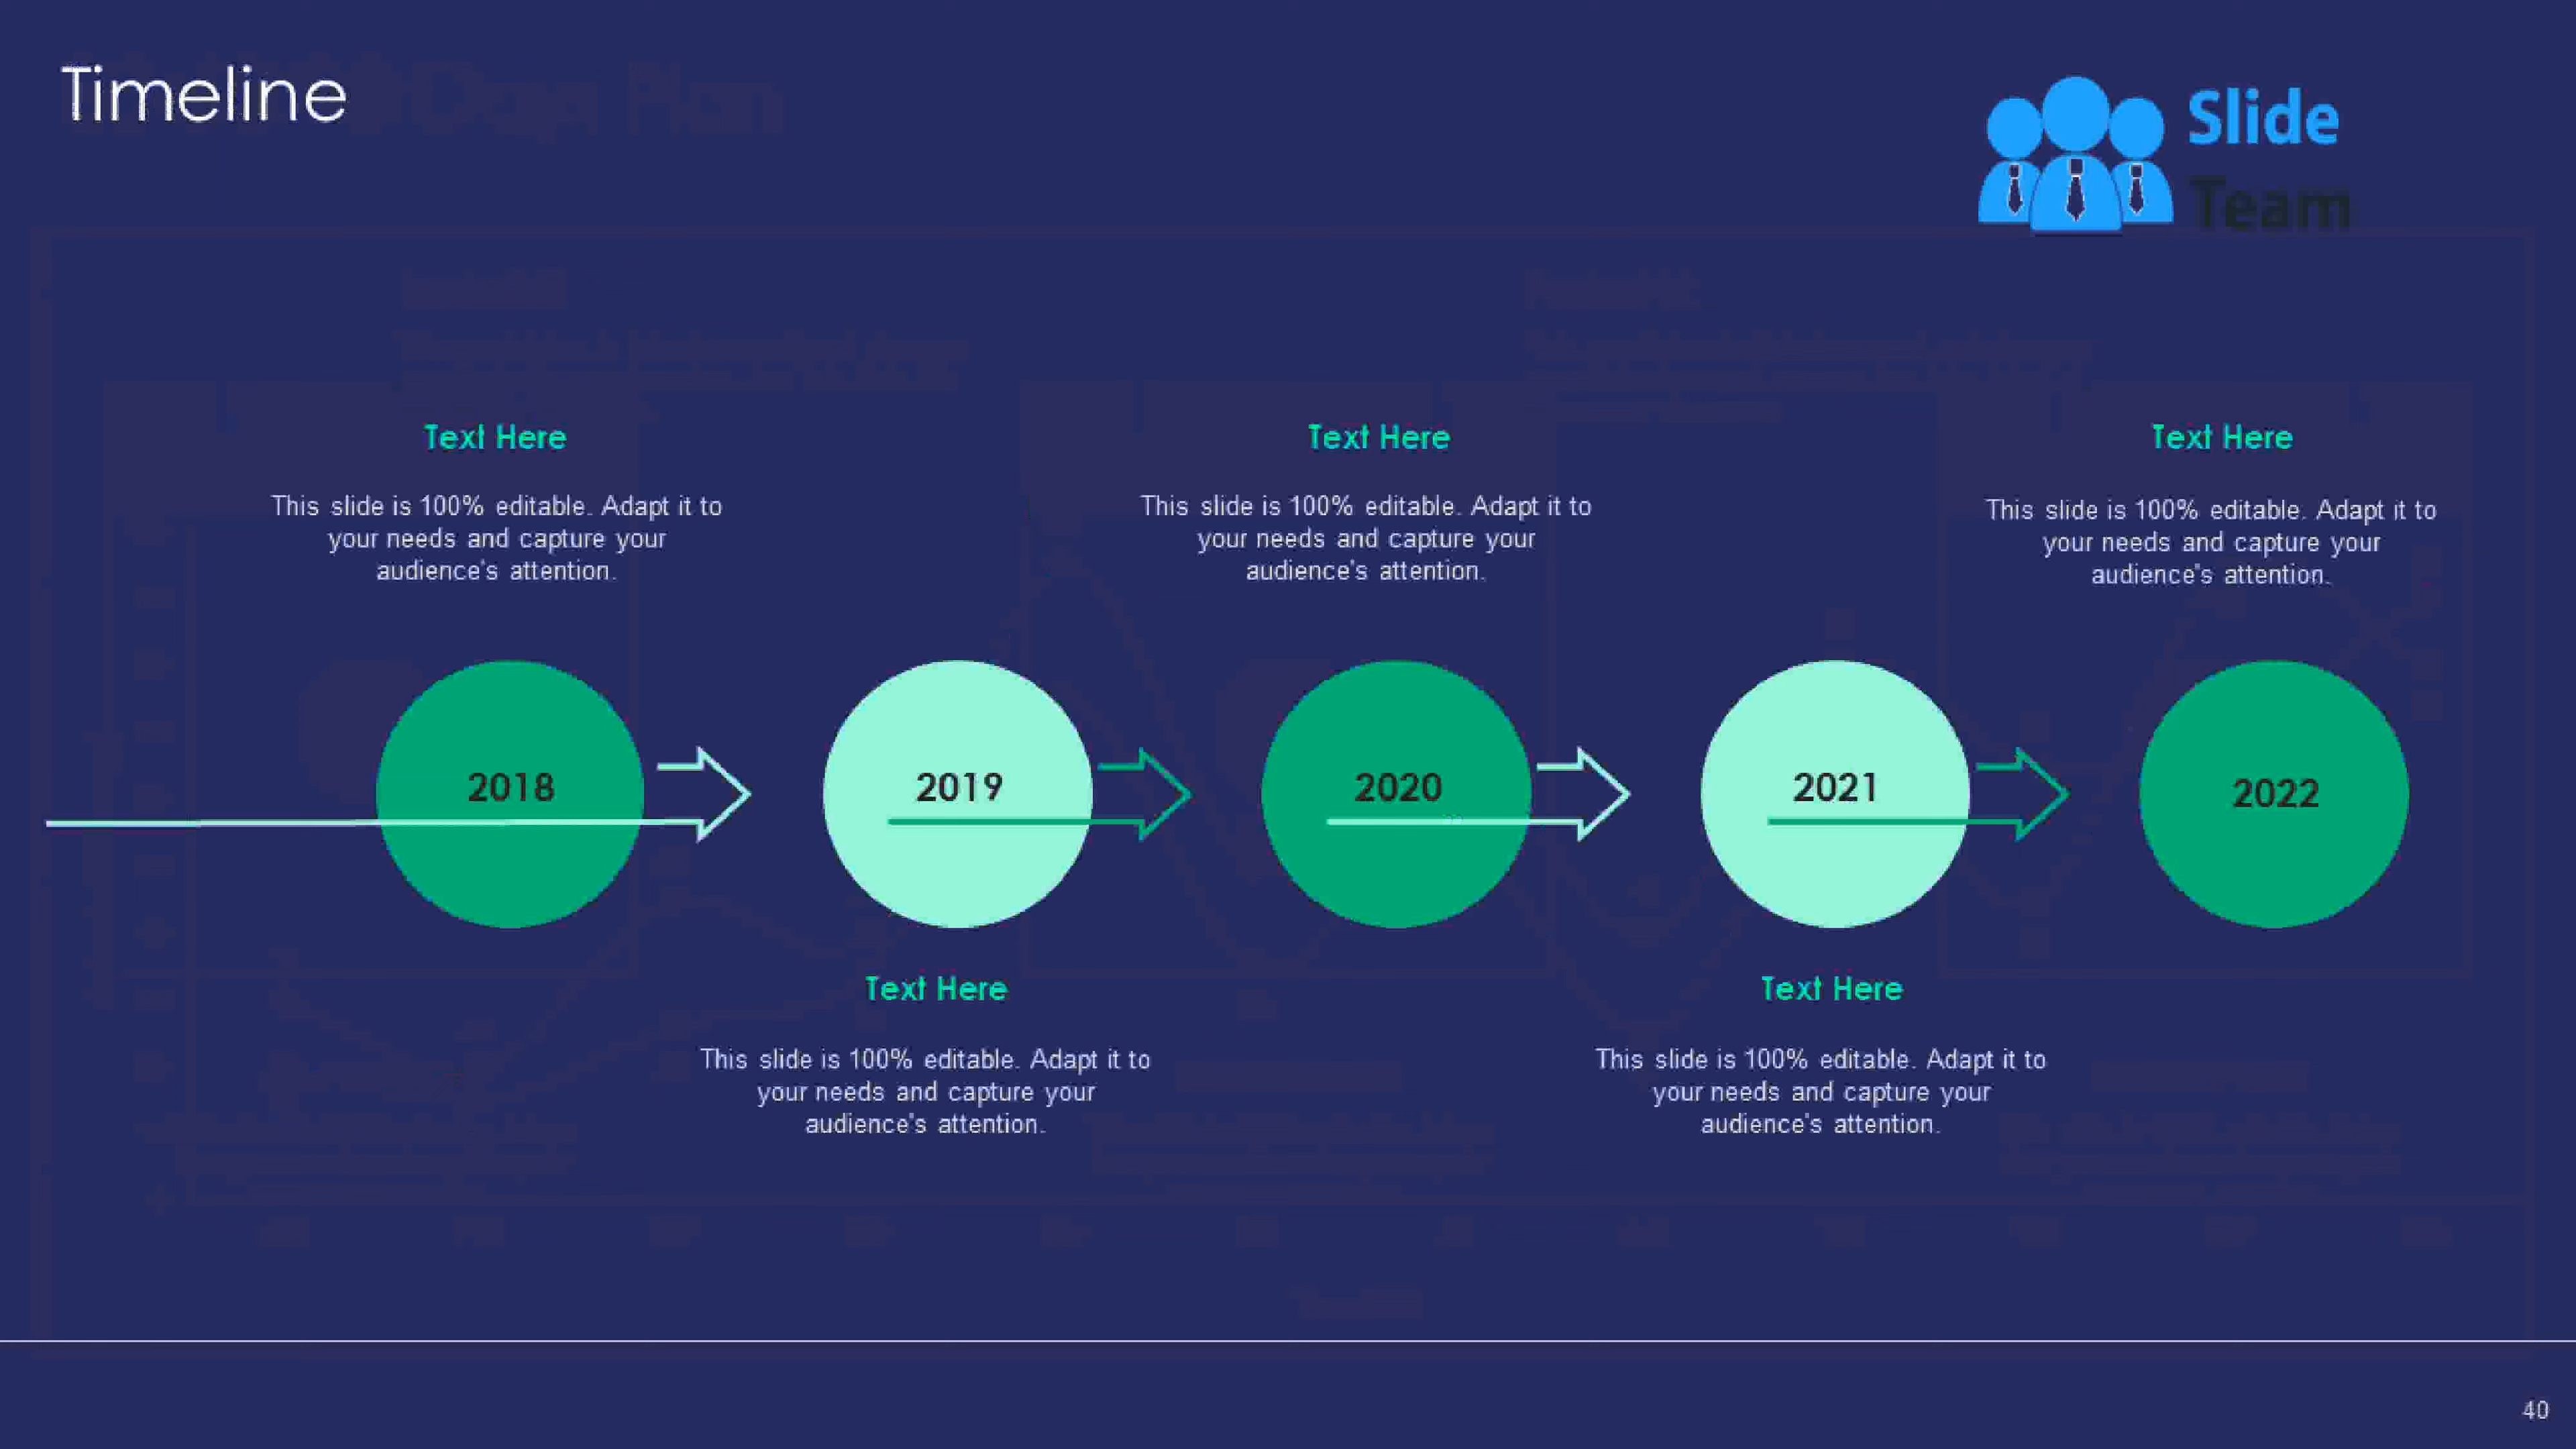 Timeline
Slide
Team
Text Here
This slide is 100% editable. Adapt it to
your needs and capture your
audience's attention.
Text Here
This slide is 100% editable. Adapt it to
your needs and capture your
audience's attention.
Text Here
This slide is 100% editable. Adapt it to
your needs and capture your
audience's attention.
2018
2019
2020
2021
2022
Text Here
This slide is 100% editable. Adapt it to
your needs and capture your
audience's attention.
Text Here
This slide is 100% editable. Adapt it to
your needs and capture your
audience's attention.
40